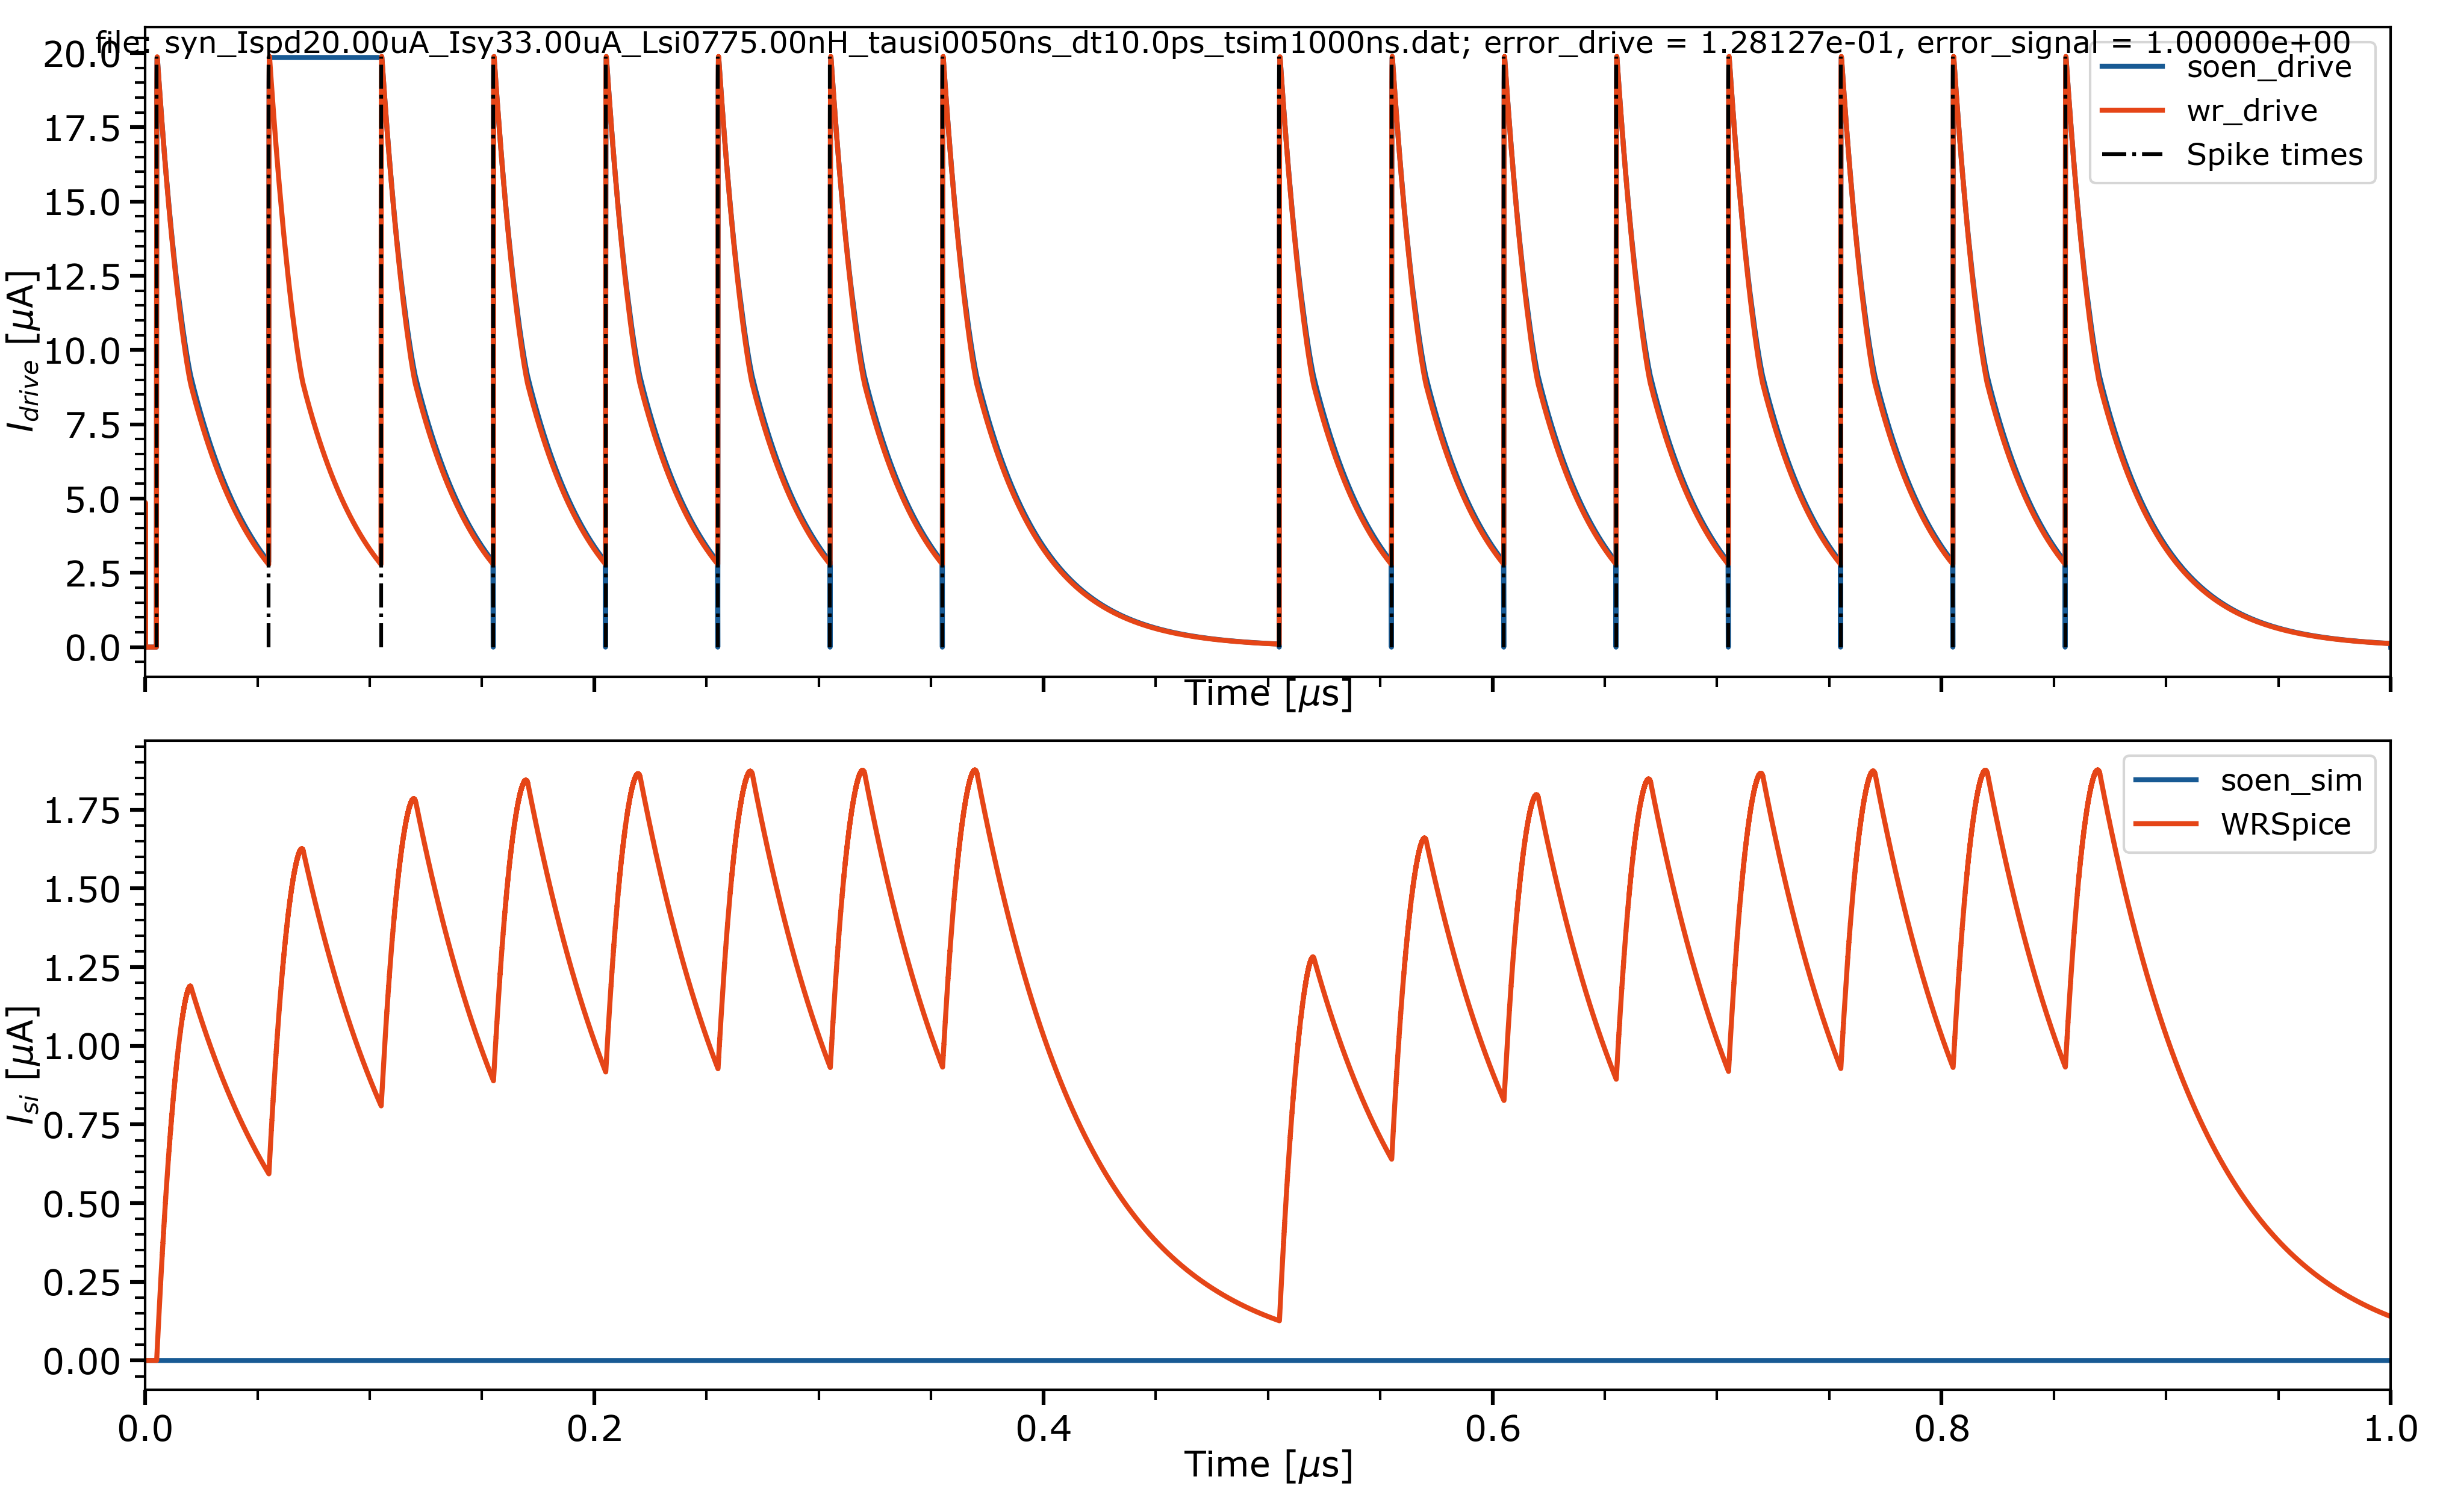 file: syn_Ispd20.00uA_Isy33.00uA_Lsi0775.00nH_tausi0050ns_dt10.0ps_tsim1000ns.dat; error_drive = 1.28127e-01, error_signal = 1.00000e+00
20.0
17.5
15.0
12.5
10.0
7.5
5.0
2.5
0.0
I_drive [μA]
soen_drive
wr_drive
Spike times
Time [μs]
1.75
1.50
1.25
1.00
0.75
0.50
0.25
0.00
I_si [μA]
soen_sim
WRSpice
0.0 0.2 0.4 0.6 0.8 1.0
Time [μs]